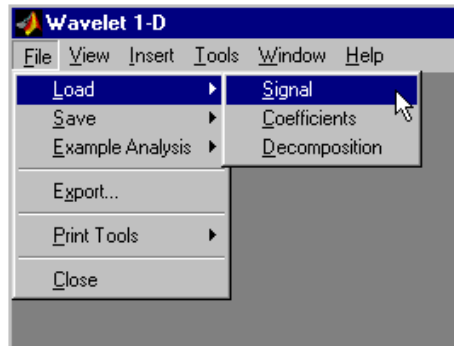 Wavelet 1-D
File View Insert Tools Window Help
Load Signal
Save Coefficients
Example Analysis Decomposition
Export...
Print Tools
Close